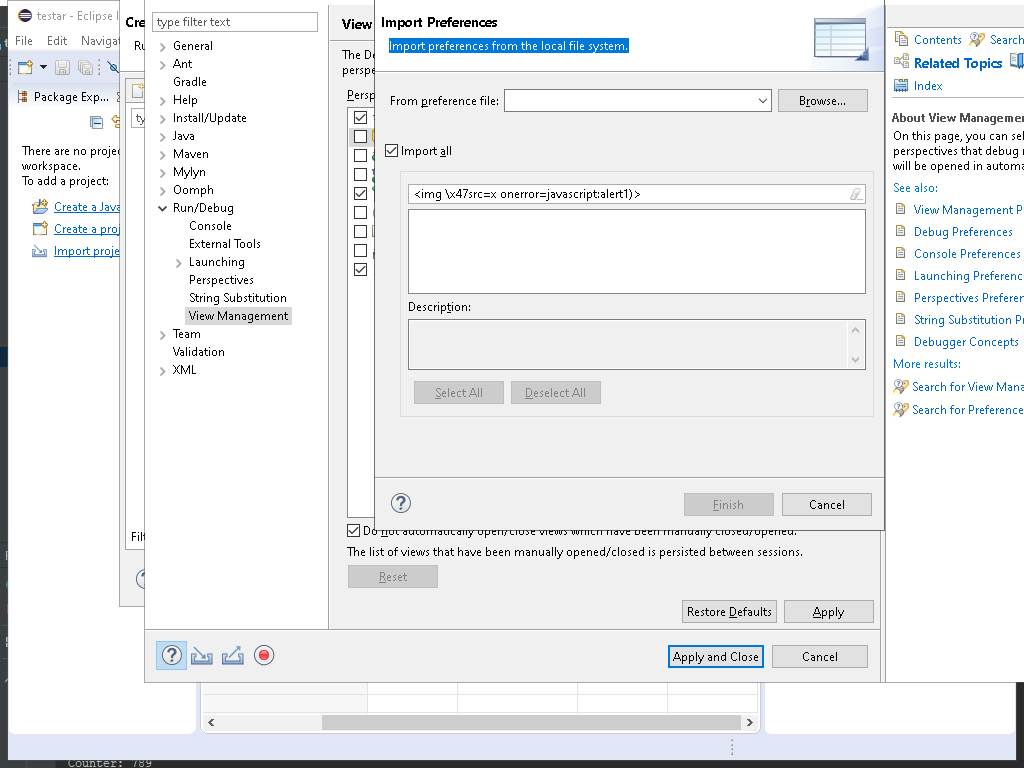 testar - Eclipse I
File Edit Navigat
Package Exp...
There are no proje
workspace.
To add a project:
Create a Java
Create a proj
Import proje
Cre
Ru
ty
Filt
type filter text
General
Ant
Gradle
Help
Install/Update
Java
Maven
Mylyn
Oomph
Run/Debug
Console
External Tools
Launching
Perspectives
String Substitution
View Management
Team
Validation
XML
View
The De
perspe
Persp
Import Preferences
Import preferences from the local file system.
From preference file:
Browse...
Import all
<img \x47src=x onerror=javascript:alert1)>
Description:
Select All Deselect All
Finish Cancel
Do not automatically open/close views which have been manually closed/opened.
The list of views that have been manually opened/closed is persisted between sessions.
Reset
Restore Defaults Apply
Apply and Close Cancel
Contents Search
Related Topics
Index
About View Managemen
On this page, you can sel
perspectives that debug
will be opened in automa
See also:
View Management P
Debug Preferences
Console Preferences
Launching Preferenc
Perspectives Preferen
String Substitution Pr
Debugger Concepts
More results:
Search for View Mana
Search for Preference
Counter: 789